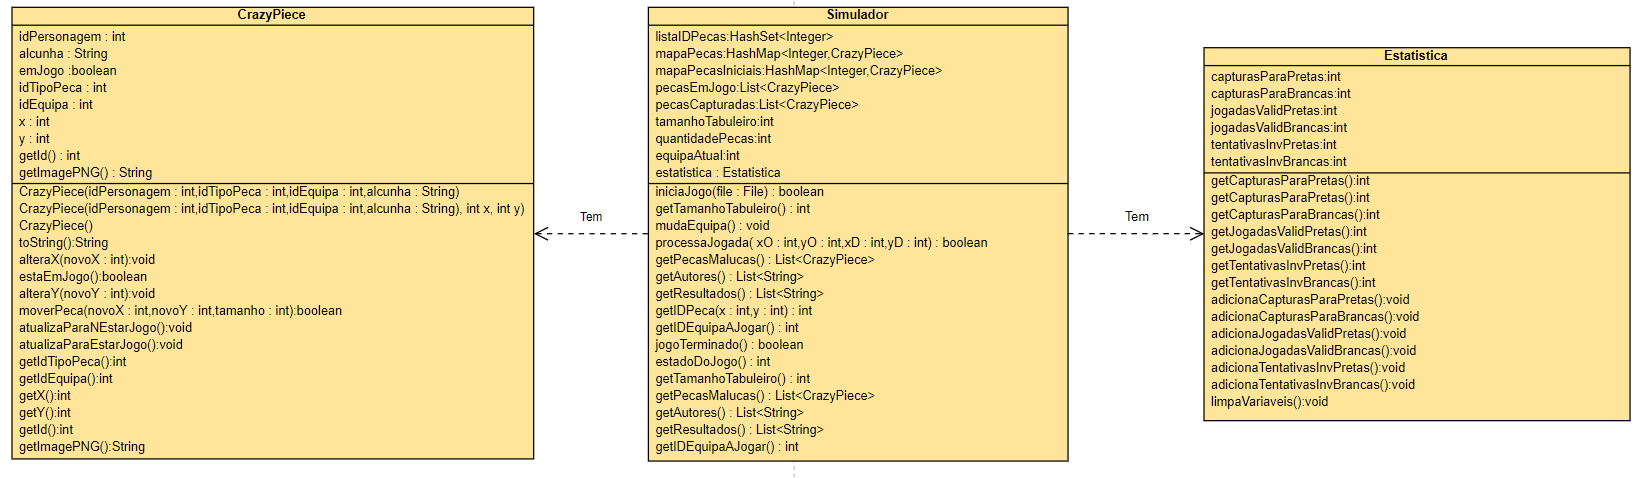 CrazyPiece
idPersonagem : int
alcunha : String
emJogo :boolean
idTipoPeca : int
idEquipa : int
x : int
y : int
getId() : int
getImagePNG() : String
CrazyPiece(idPersonagem : int,idTipoPeca : int,idEquipa : int,alcunha : String)
CrazyPiece(idPersonagem : int,idTipoPeca : int,idEquipa : int,alcunha : String), int x, int y)
CrazyPiece()
toString():String
alteraX(novoX : int):void
estaEmJogo():boolean
alteraY(novoY : int):void
moverPeca(novoX : int,novoY : int,tamanho : int):boolean
atualizaParaNEstarJogo():void
atualizaParaEstarJogo():void
getIdTipoPeca():int
getIdEquipa():int
getX():int
getY():int
getId():int
getImagePNG():String
Tem
Simulador
listaIDPecas:HashSet<Integer>
mapaPecas:HashMap<Integer,CrazyPiece>
mapaPecasIniciais:HashMap<Integer,CrazyPiece>
pecasEmJogo:List<CrazyPiece>
pecasCapturadas:List<CrazyPiece>
tamanhoTabuleiro:int
quantidadePecas:int
equipaAtual:int
estatistica : Estatistica
iniciaJogo(file : File) : boolean
getTamanhoTabuleiro() : int
mudaEquipa() : void
processaJogada( xO : int,yO : int,xD : int,yD : int) : boolean
getPecasMalucas() : List<CrazyPiece>
getAutores() : List<String>
getResultados() : List<String>
getIDPeca(x : int,y : int) : int
getIDEquipaAJogar() : int
jogoTerminado() : boolean
estadoDoJogo() : int
getTamanhoTabuleiro() : int
getPecasMalucas() : List<CrazyPiece>
getAutores() : List<String>
getResultados() : List<String>
getIDEquipaAJogar() : int
Tem
Estatistica
capturasParaPretas:int
capturasParaBrancas:int
jogadasValidPretas:int
jogadasValidBrancas:int
tentativasInvPretas:int
tentativasInvBrancas:int
getCapturasParaPretas():int
getCapturasParaPretas():int
getCapturasParaBrancas():int
getJogadasValidPretas():int
getJogadasValidBrancas():int
getTentativasInvPretas():int
getTentativasInvBrancas():int
adicionaCapturasParaPretas():void
adicionaCapturasParaBrancas():void
adicionaJogadasValidPretas():void
adicionaJogadasValidBrancas():void
adicionaTentativasInvPretas():void
adicionaTentativasInvBrancas():void
limpaVariaveis():void